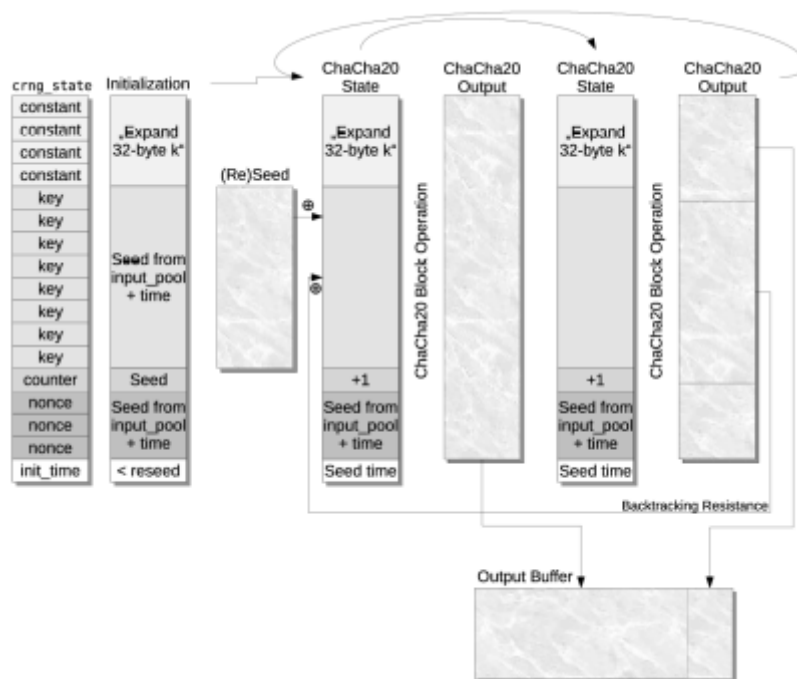 crng_state
constant
constant
constant
constant
key
key
key
key
key
key
key
key
counter
nonce
nonce
nonce
init_time
Initialization
„Expand
32-byte k“
Seed from
input_pool
+ time
Seed
Seed from
input_pool
+ time
< reseed
(Re)Seed
⊕
⊕
ChaCha20
State
„Expand
32-byte k“
+1
Seed from
input_pool
+ time
Seed time
ChaCha20 Block Operation
ChaCha20
Output
ChaCha20
State
„Expand
32-byte k“
+1
Seed from
input_pool
+ time
Seed time
ChaCha20 Block Operation
ChaCha20
Output
Backtracking Resistance
Output Buffer